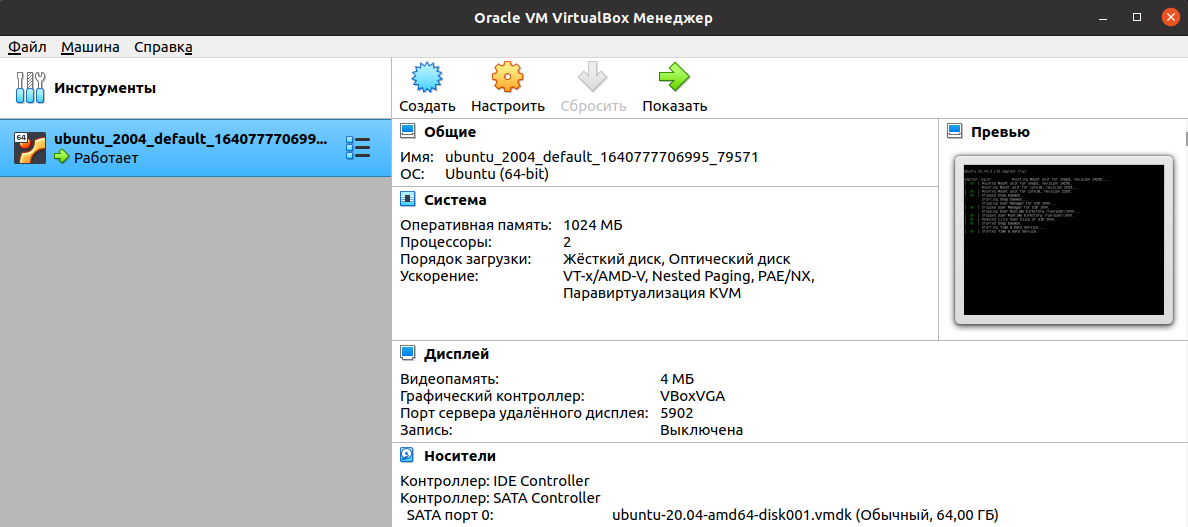 Oracle VM VirtualBox Менеджер
Файл Машина Справка
Инструменты
64
ubuntu_2004_default_164077770699...
Работает
Создать Настроить Сбросить Показать
Общие
Имя: ubuntu_2004_default_1640777706995_79571
ОС: Ubuntu (64-bit)
Система
Оперативная память: 1024 МБ
Процессоры: 2
Порядок загрузки: Жёсткий диск, Оптический диск
Ускорение: VT-x/AMD-V, Nested Paging, PAE/NX,
Паравиртуализация KVM
Превью
Дисплей
Видеопамять: 4 МБ
Графический контроллер: VBoxVGA
Порт сервера удалённого дисплея: 5902
Запись: Выключена
Носители
Контроллер: IDE Controller
Контроллер: SATA Controller
SATA порт 0: ubuntu-20.04-amd64-disk001.vmdk (Обычный, 64,00 ГБ)